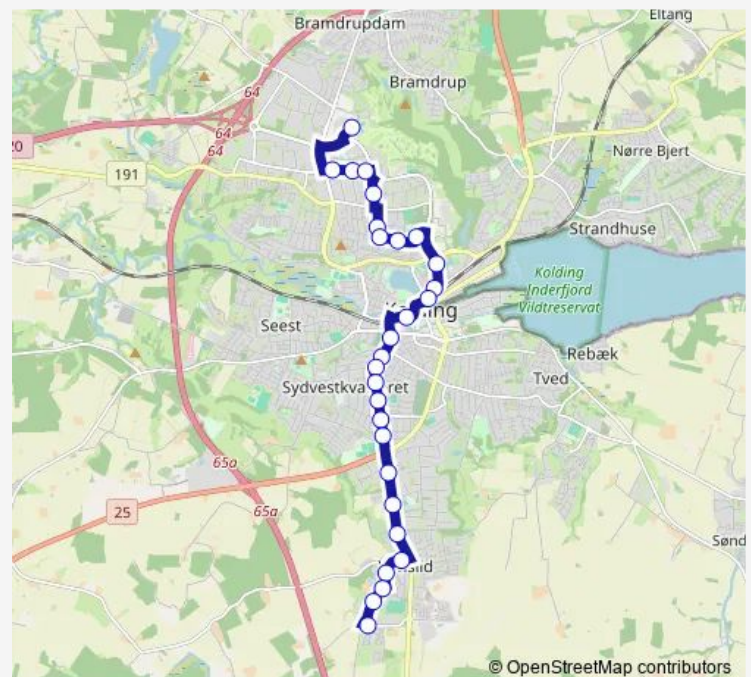 Bramdrupdam
Eltang
Bramdrup
64
64
64
20
191
Nørre Bjert
Strandhuse
Kolding
Inderfjord
Vildtreservat
Seest
Rebæk
Tved
65a
25
65a
Sønd
© OpenStreetMap contributors